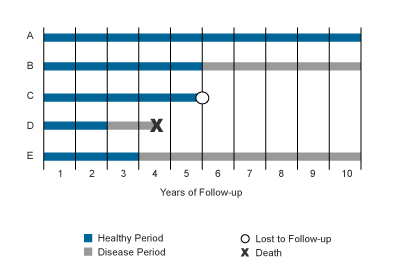 A
B
C
D
E
1 2 3 4 5 6 7 8 9 10
Years of Follow-up
Healthy Period
Disease Period
Lost to Follow-up
X Death